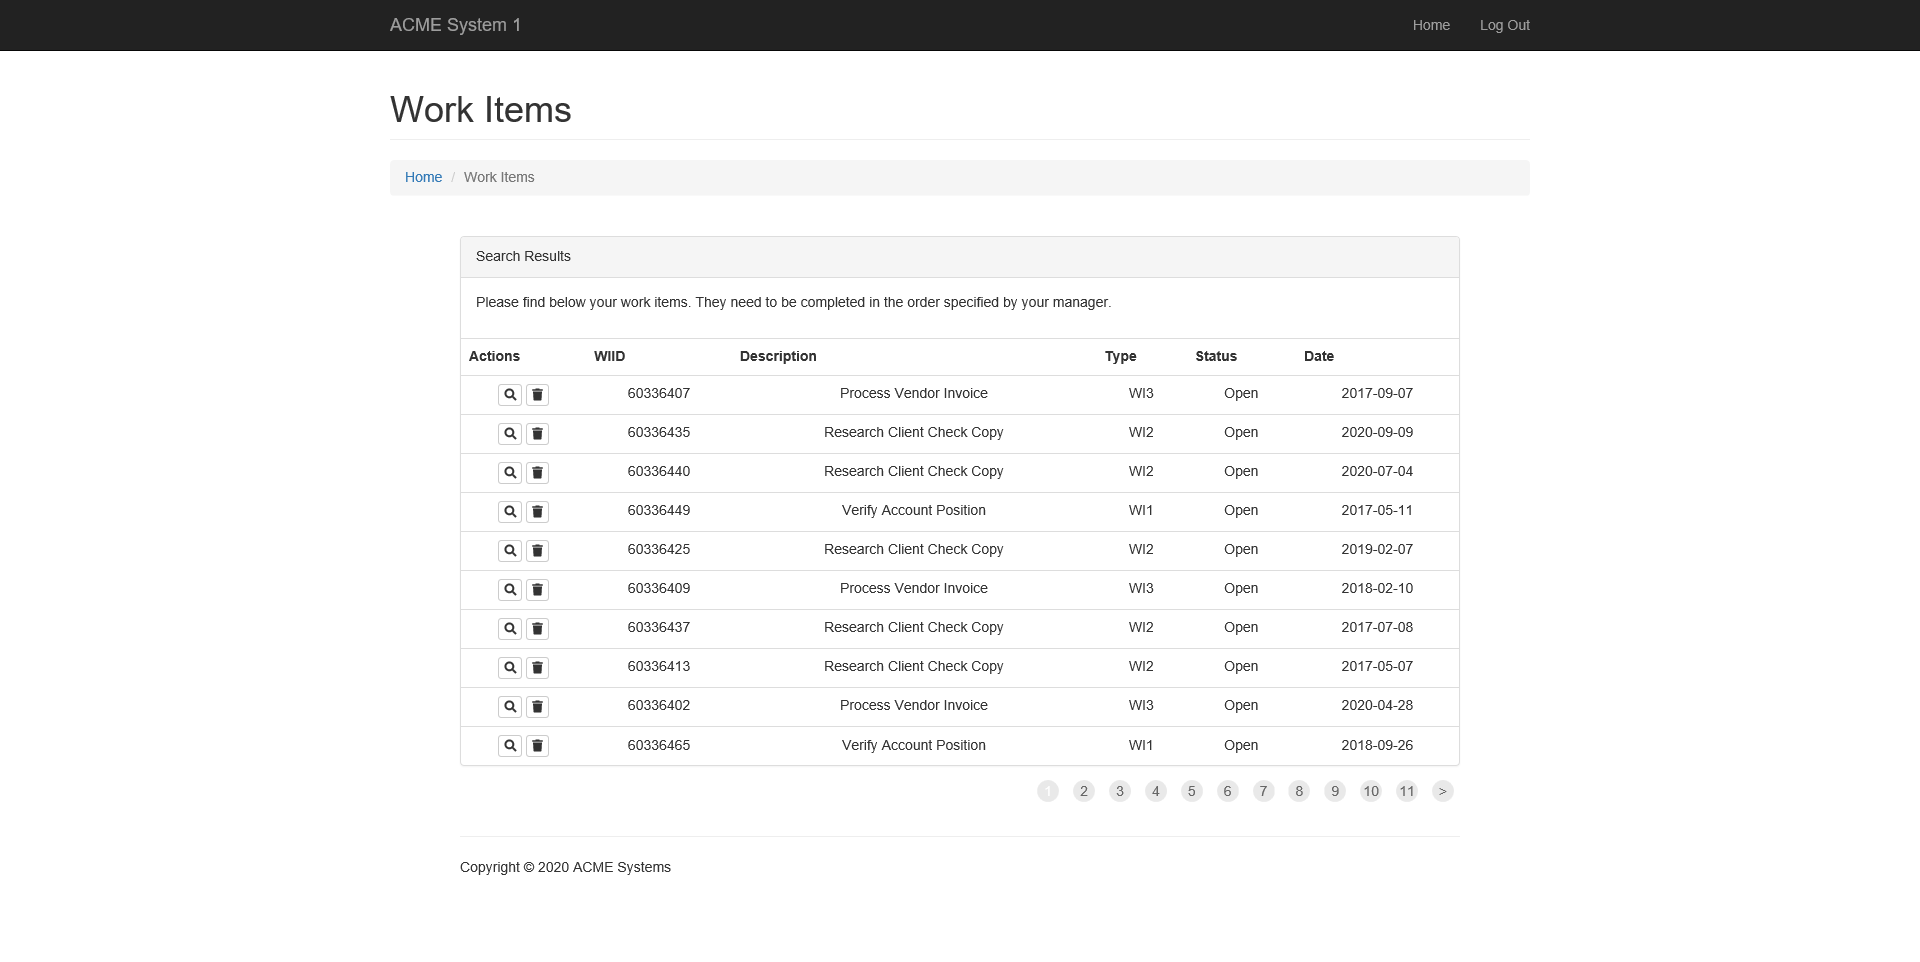 ACME System 1 Home Log Out
Work Items
Home / Work Items
Search Results
Please find below your work items. They need to be completed in the order specified by your manager.
Actions WIID Description Type Status Date
60336407 Process Vendor Invoice WI3 Open 2017-09-07
60336435 Research Client Check Copy WI2 Open 2020-09-09
60336440 Research Client Check Copy WI2 Open 2020-07-04
60336449 Verify Account Position WI1 Open 2017-05-11
60336425 Research Client Check Copy WI2 Open 2019-02-07
60336409 Process Vendor Invoice WI3 Open 2018-02-10
60336437 Research Client Check Copy WI2 Open 2017-07-08
60336413 Research Client Check Copy WI2 Open 2017-05-07
60336402 Process Vendor Invoice WI3 Open 2020-04-28
60336465 Verify Account Position WI1 Open 2018-09-26
1 2 3 4 5 6 7 8 9 10 11 >
Copyright © 2020 ACME Systems